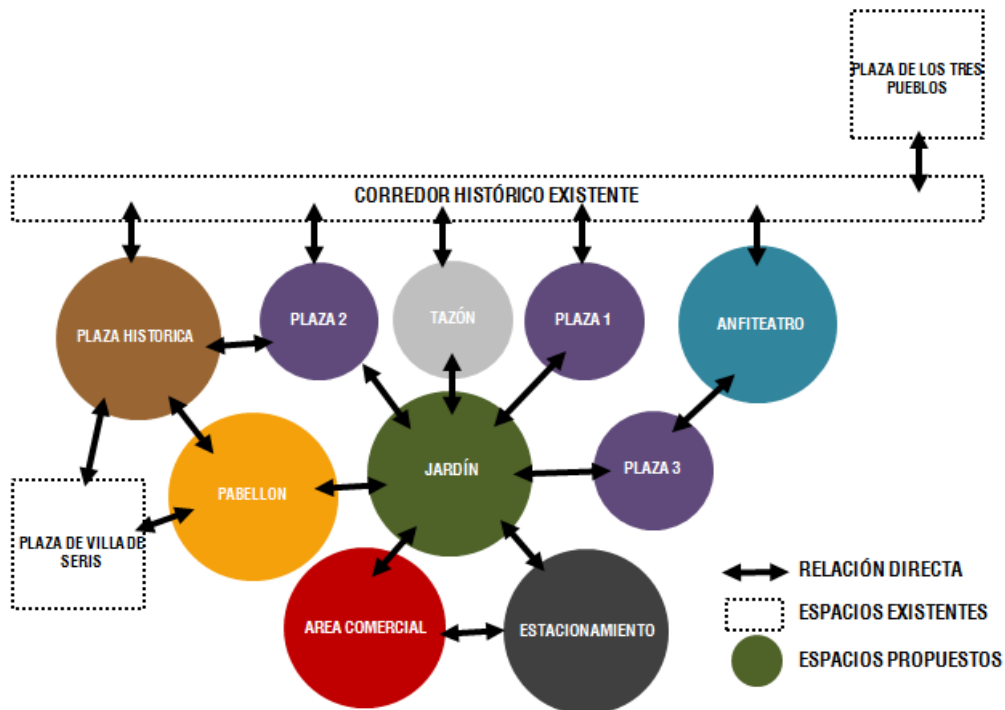 PLAZA DE LOS TRES
PUEBLOS
CORREDOR HISTÓRICO EXISTENTE
PLAZA HISTORICA
PLAZA 2
TAZÓN
PLAZA 1
ANFITEATRO
PABELLON
JARDÍN
PLAZA 3
PLAZA DE VILLA DE
SERIS
AREA COMERCIAL
ESTACIONAMIENTO
RELACIÓN DIRECTA
ESPACIOS EXISTENTES
ESPACIOS PROPUESTOS